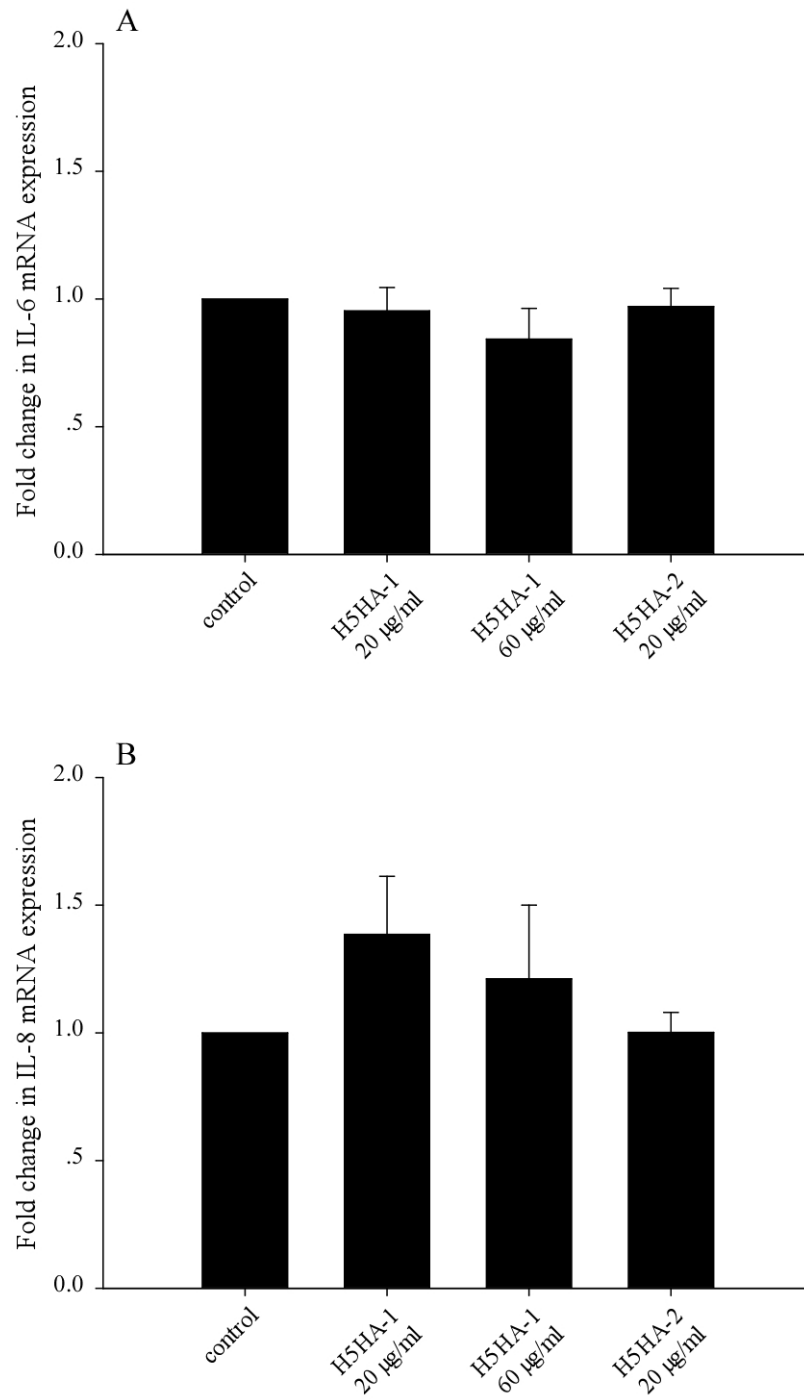 A
Fold change in IL-6 mRNA expression
2.0
1.5
1.0
.5
0.0
control
H5HA-1
20 µg/ml
H5HA-1
60 µg/ml
H5HA-2
20 µg/ml
B
Fold change in IL-8 mRNA expression
2.0
1.5
1.0
.5
0.0
control
H5HA-1
20 µg/ml
H5HA-1
60 µg/ml
H5HA-2
20 µg/ml